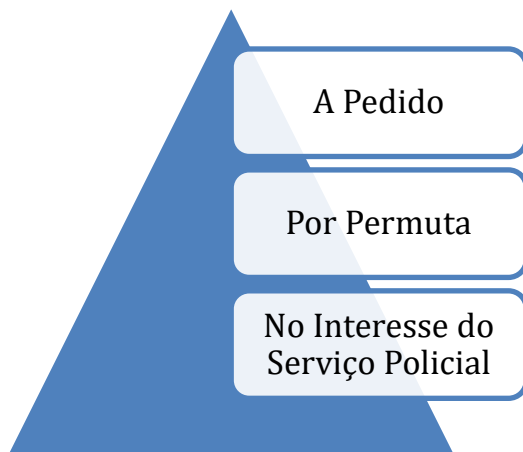 A Pedido
Por Permuta
No Interesse do
Serviço Policial